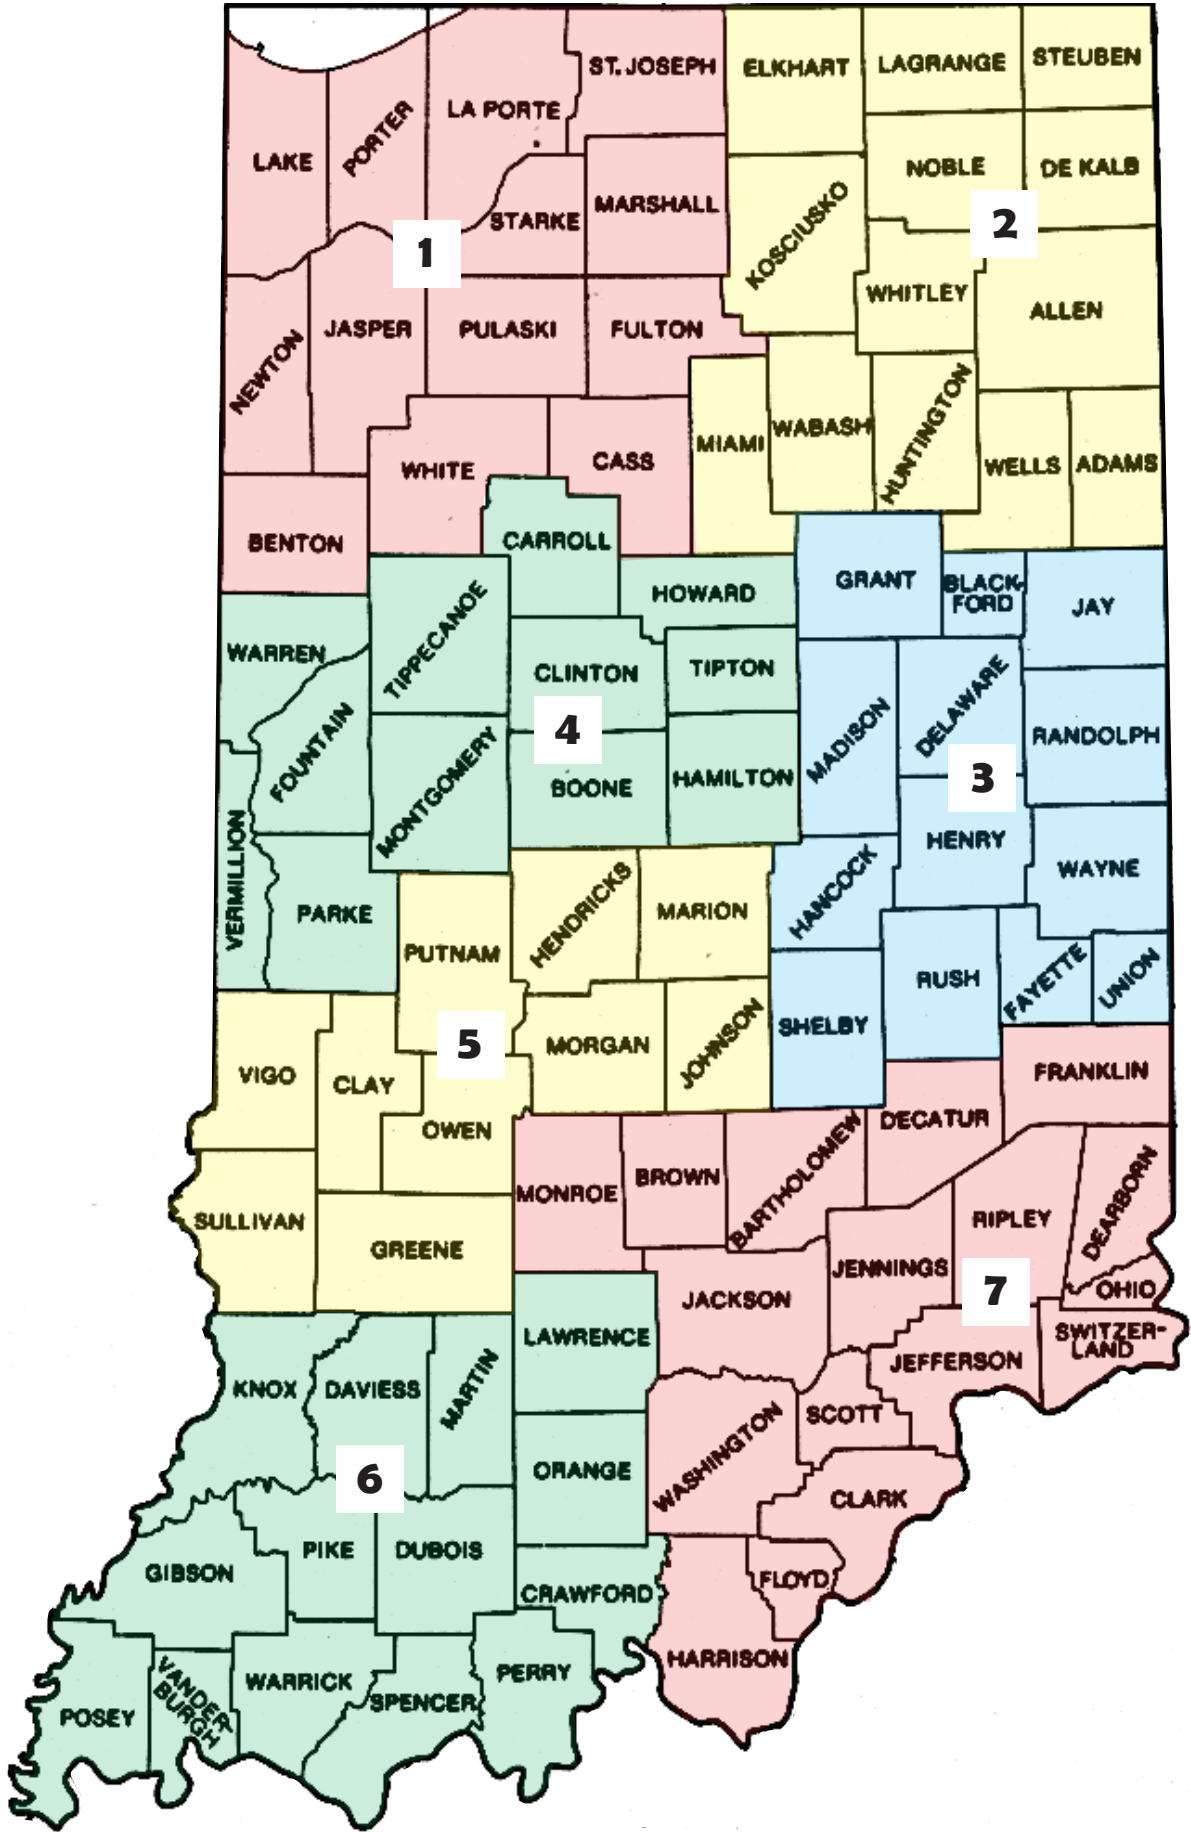 ST. JOSEPH
ELKHART
LAGRANGE
STEUBEN
LA PORTE
PORTER
LAKE
NOBLE
DE KALB
STARKE
MARSHALL
KOSCIUSKO
1
2
WHITLEY
ALLEN
NEWTON
JASPER
PULASKI
FULTON
MIAMI
WABASH
HUNTINGTON
WELLS
ADAMS
WHITE
CASS
BENTON
CARROLL
HOWARD
GRANT
BLACK-
FORD
JAY
WARREN
TIPPECANOE
CLINTON
TIPTON
MADISON
DELAWARE
RANDOLPH
FOUNTAIN
4
3
MONTGOMERY
BOONE
HAMILTON
HENRY
WAYNE
VERMILLION
PARKE
HENDRICKS
MARION
HANCOCK
PUTNAM
RUSH
FAYETTE
UNION
5
MORGAN
JOHNSON
SHELBY
VIGO
CLAY
FRANKLIN
OWEN
DECATUR
MONROE
BROWN
BARTHOLOMEW
RIPLEY
DEARBORN
SULLIVAN
GREENE
JENNINGS
JACKSON
7
OHIO
LAWRENCE
SWITZER-
LAND
KNOX
DAVIESS
MARTIN
JEFFERSON
SCOTT
6
ORANGE
WASHINGTON
CLARK
GIBSON
PIKE
DUBOIS
CRAWFORD
FLOYD
HARRISON
POSEY
VANDER-
BURGH
WARRICK
SPENCER
PERRY